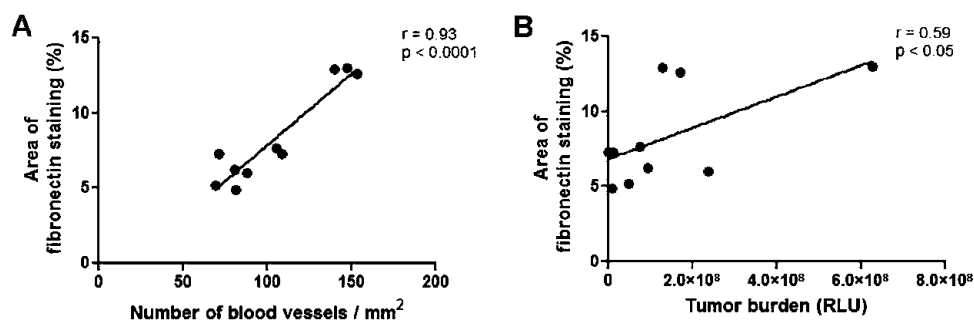 A
r = 0.93
p < 0.0001
Area of
fibronectin staining (%)
15
10
5
0
0
50
100
150
200
Number of blood vessels / mm²
B
r = 0.59
p < 0.05
Area of
fibronectin staining (%)
15
10
5
0
0
2.0×10⁸
4.0×10⁸
6.0×10⁸
8.0×10⁸
Tumor burden (RLU)